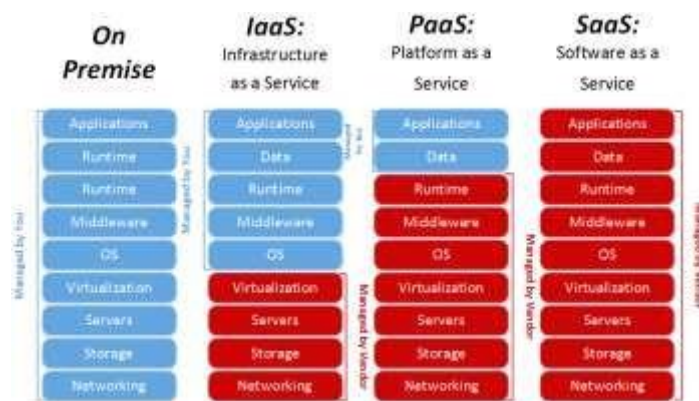 On
Premise
Applications
Runtime
Runtime
Middleware
OS
Virtualization
Servers
Storage
Networking
Managed by You
IaaS:
Infrastructure
as a Service
Applications
Data
Runtime
Middleware
OS
Virtualization
Servers
Storage
Networking
Managed by You
Managed by Vendor
PaaS:
Platform as a
Service
Applications
Data
Runtime
Middleware
OS
Virtualization
Servers
Storage
Networking
Managed by Vendor
SaaS:
Software as a
Service
Applications
Data
Runtime
Middleware
OS
Virtualization
Servers
Storage
Networking